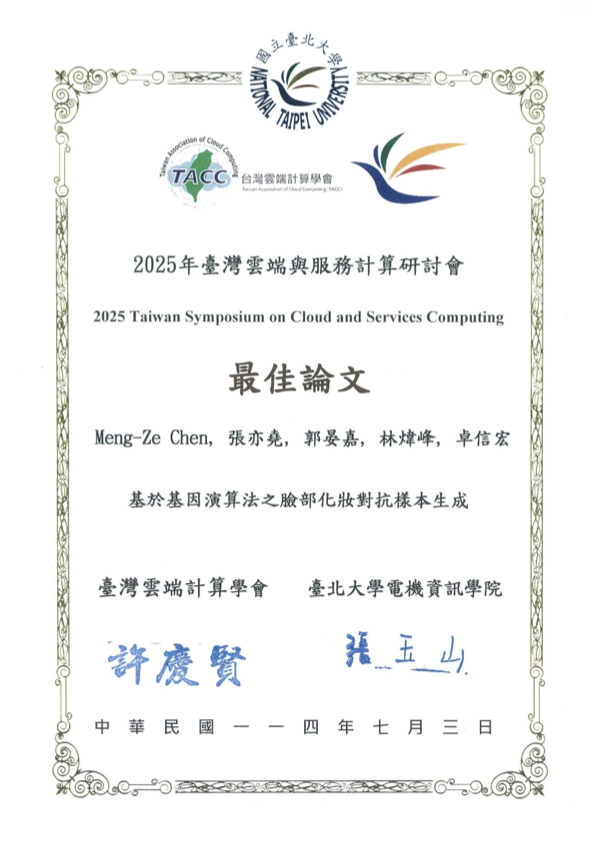 國立臺北大學
NATIONAL TAIPEI UNIVERSITY
Taiwan Association of Cloud Computing
TACC
台灣雲端計算學會
Taiwan Association of Cloud Computing (TACC)
2025年臺灣雲端與服務計算研討會
2025 Taiwan Symposium on Cloud and Services Computing
最佳論文
Meng-Ze Chen, 張亦堯, 郭晏嘉, 林煒峰, 卓信宏
基於基因演算法之臉部化妝對抗樣本生成
臺灣雲端計算學會 臺北大學電機資訊學院
許慶賢 張玉山
中華民國一一四年七月三日